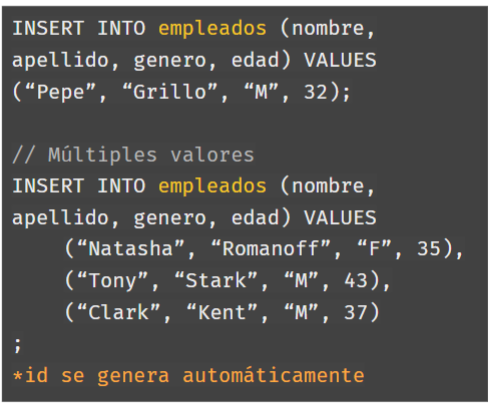 INSERT INTO empleados (nombre,
apellido, genero, edad) VALUES
(“Pepe”, “Grillo”, “M”, 32);
// Múltiples valores
INSERT INTO empleados (nombre,
apellido, genero, edad) VALUES
(“Natasha”, “Romanoff”, “F”, 35),
(“Tony”, “Stark”, “M”, 43),
(“Clark”, “Kent”, “M”, 37)
;
*id se genera automáticamente